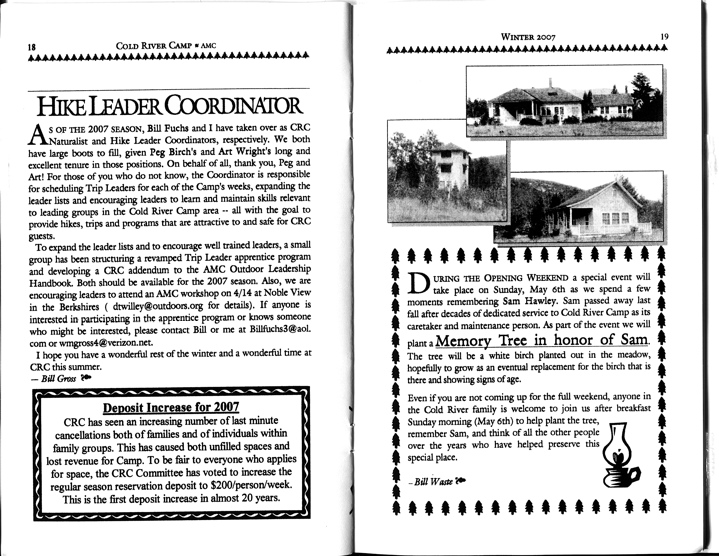 18
COLD RIVER CAMP ■ AMC
HIKE LEADER COORDINATOR
AS OF THE 2007 SEASON, Bill Fuchs and I have taken over as CRC
Naturalist and Hike Leader Coordinators, respectively. We both
have large boots to fill, given Peg Birch's and Art Wright's long and
excellent tenure in those positions. On behalf of all, thank you, Peg and
Art! For those of you who do not know, the Coordinator is responsible
for scheduling Trip Leaders for each of the Camp's weeks, expanding the
leader lists and encouraging leaders to learn and maintain skills relevant
to leading groups in the Cold River Camp area -- all with the goal to
provide hikes, trips and programs that are attractive to and safe for CRC
guests.
To expand the leader lists and to encourage well trained leaders, a small
group has been structuring a revamped Trip Leader apprentice program
and developing a CRC addendum to the AMC Outdoor Leadership
Handbook. Both should be available for the 2007 season. Also, we are
encouraging leaders to attend an AMC workshop on 4/14 at Noble View
in the Berkshires ( dtwilley@outdoors.org for details). If anyone is
interested in participating in the apprentice program or knows someone
who might be interested, please contact Bill or me at Billfuchs3@aol.
com or wmgross4@verizon.net.
I hope you have a wonderful rest of the winter and a wonderful time at
CRC this summer.
— Bill Gross
Deposit Increase for 2007
CRC has seen an increasing number of last minute
cancellations both of families and of individuals within
family groups. This has caused both unfilled spaces and
lost revenue for Camp. To be fair to everyone who applies
for space, the CRC Committee has voted to increase the
regular season reservation deposit to $200/person/week.
This is the first deposit increase in almost 20 years.
WINTER 2007
19
DURING THE OPENING WEEKEND a special event will
take place on Sunday, May 6th as we spend a few
moments remembering Sam Hawley. Sam passed away last
fall after decades of dedicated service to Cold River Camp as its
caretaker and maintenance person. As part of the event we will
plant a Memory Tree in honor of Sam.
The tree will be a white birch planted out in the meadow,
hopefully to grow as an eventual replacement for the birch that is
there and showing signs of age.
Even if you are not coming up for the full weekend, anyone in
the Cold River family is welcome to join us after breakfast
Sunday morning (May 6th) to help plant the tree,
remember Sam, and think of all the other people
over the years who have helped preserve this
special place.
– Bill Waste